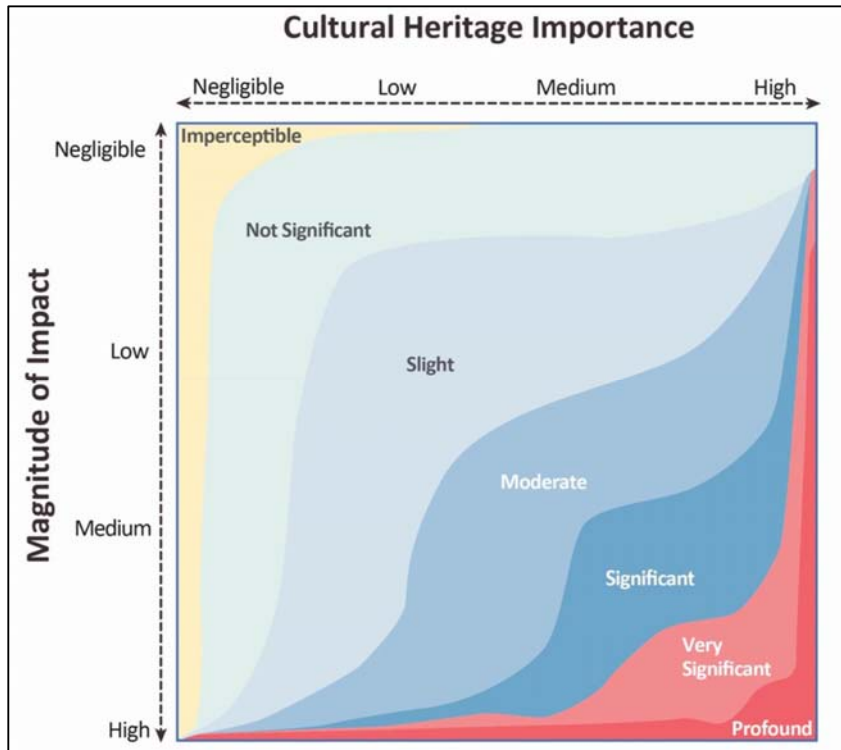 Cultural Heritage Importance
Negligible Low Medium High
Magnitude of Impact
Negligible
Low
Medium
High
Imperceptible
Not Significant
Slight
Moderate
Significant
Very
Significant
Profound